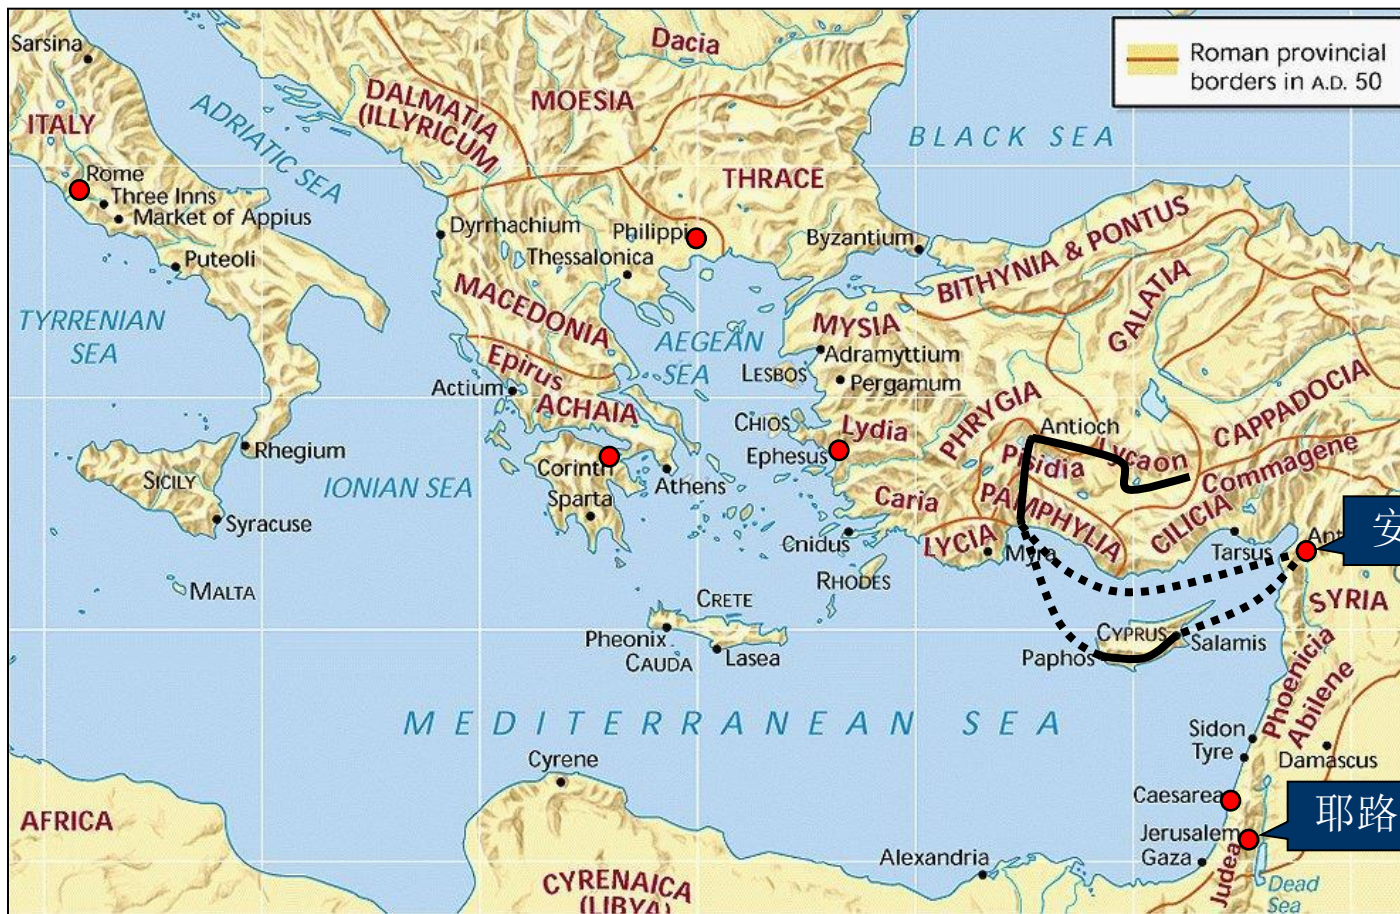 Roman provincial
borders in A.D. 50
Sarsina
ITALY
ADRIATIC SEA
Rome
Three Inns
Market of Appius
Puteoli
TYRRENIAN
SEA
Dacia
DALMATIA
(ILLYRICUM)
MOESIA
BLACK SEA
THRACE
Dyrrhachium
Philippi
Byzantium
Thessalonica
MACEDONIA
BITHYNIA & PONTUS
GALATIA
AEGEAN
SEA
MYSIA
Adramyttium
LESBOS
Pergamum
Epirus
Actium
ACHAIA
CHIOS
Lydia
PHRYGIA
Antioch
CAPPADOCIA
Ephesus
Pisidia
Lycaon
Commagene
Rhegium
SICILY
IONIAN SEA
Corinth
Athens
Sparta
Syracuse
Caria
PAMPHYLIA
CILICIA
Cnidus
LYCIA
Myra
Tarsus
Ant
安
RHODES
MALTA
CRETE
SYRIA
Pheonix
CAUDA
Lasea
CYPRUS
Salamis
Paphos
Phoenicia
Abilene
MEDITERRANEAN SEA
Sidon
Tyre
Damascus
Cyrene
Caesarea
AFRICA
Jerusalem
耶路
Gaza
Judea
Alexandria
CYRENAICA
(LIBYA)
Dead
Sea